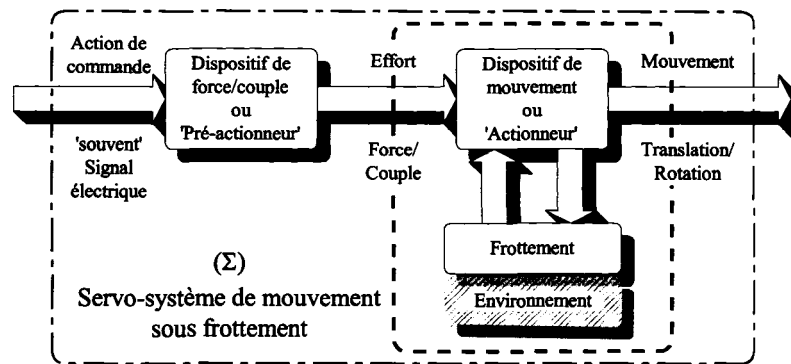 Action de
commande
'souvent'
Signal
électrique
Dispositif de
force/couple
ou
'Pré-actionneur'
Effort
Force/
Couple
Dispositif de
mouvement
ou
'Actionneur'
Mouvement
Translation/
Rotation
Frottement
Environnement
(Σ)
Servo-système de mouvement
sous frottement